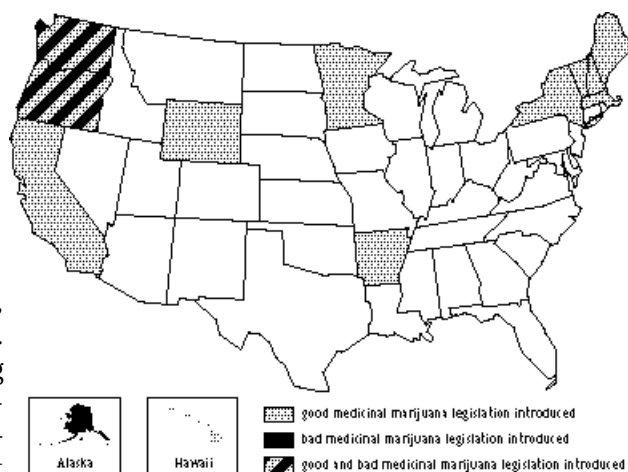 Alaska
Hawaii
good medicinal marijuana legislation introduced
bad medicinal marijuana legislation introduced
good and bad medicinal marijuana legislation introduced